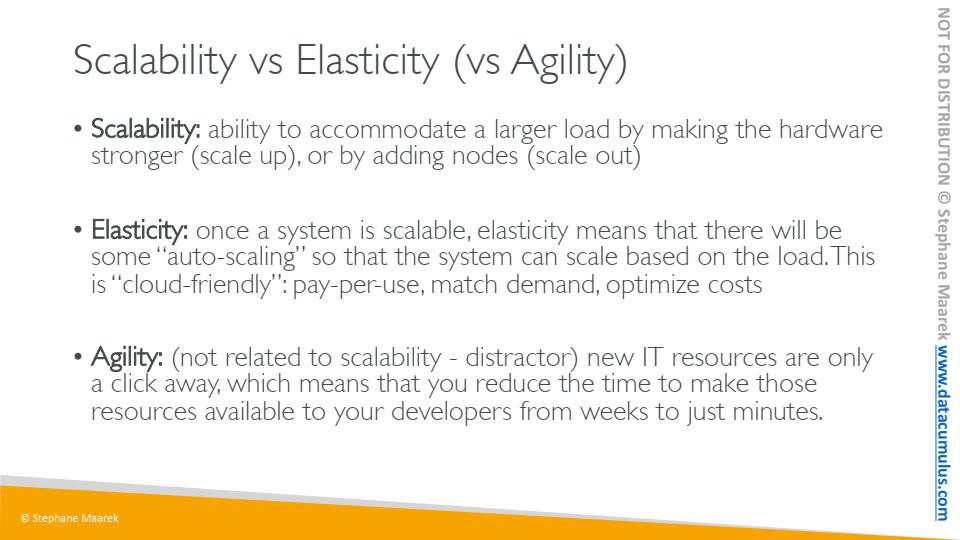 Scalability vs Elasticity (vs Agility)
• Scalability: ability to accommodate a larger load by making the hardware
stronger (scale up), or by adding nodes (scale out)
• Elasticity: once a system is scalable, elasticity means that there will be
some “auto-scaling” so that the system can scale based on the load. This
is “cloud-friendly”: pay-per-use, match demand, optimize costs
• Agility: (not related to scalability - distractor) new IT resources are only
a click away, which means that you reduce the time to make those
resources available to your developers from weeks to just minutes.
© Stephane Maarek
NOT FOR DISTRIBUTION © Stephane Maarek www.datacumulus.com